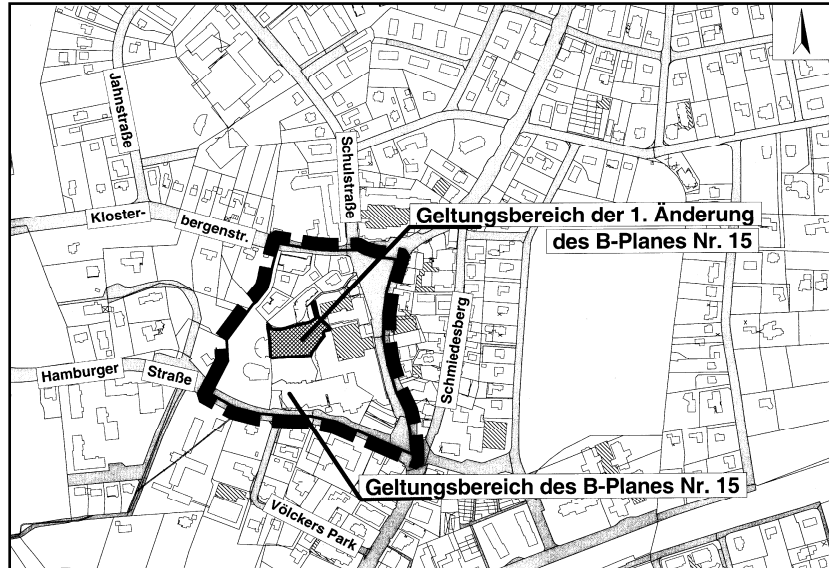 Jahnstraße
Schulstraße
Kloster-
bergenstr.
Geltungsbereich der 1. Änderung
des B-Planes Nr. 15
Hamburger
Straße
Schmiedesberg
Geltungsbereich des B-Planes Nr. 15
Völckers Park